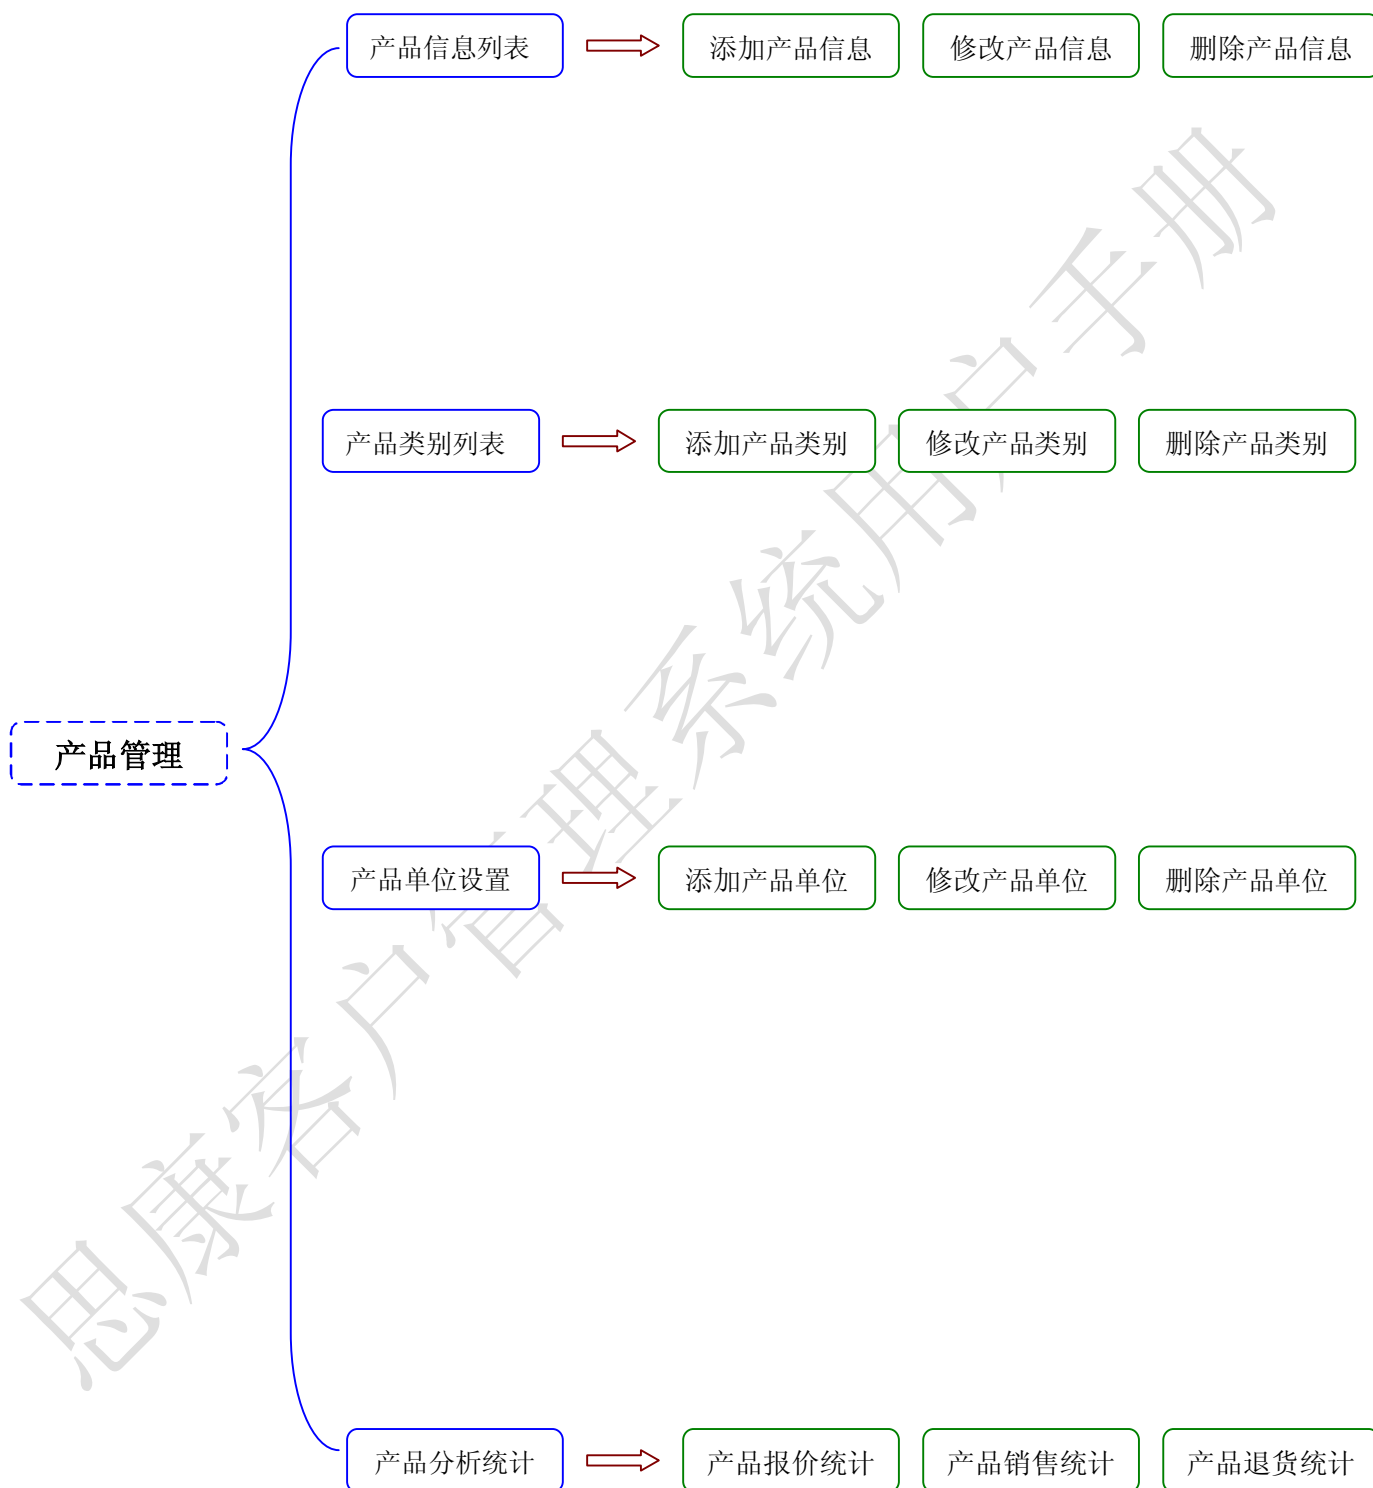 产品信息列表 添加产品信息 修改产品信息 删除产品信息
产品类别列表 添加产品类别 修改产品类别 删除产品类别
产品管理
产品单位设置 添加产品单位 修改产品单位 删除产品单位
产品分析统计 产品报价统计 产品销售统计 产品退货统计
思康客户管理系统用户手册